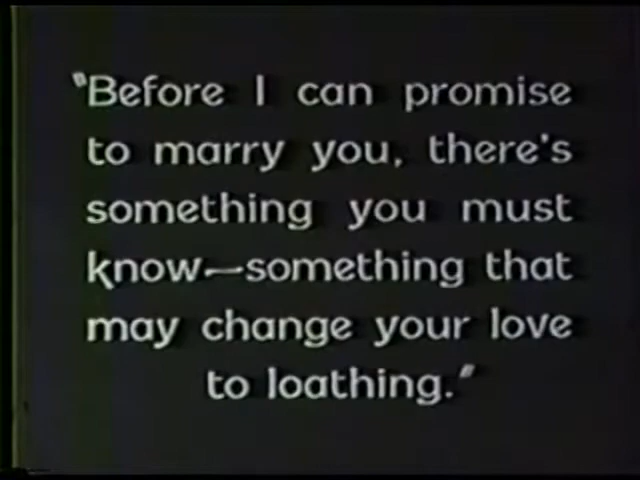 "Before I can promise
to marry you, there's
something you must
know—something that
may change your love
to loathing."